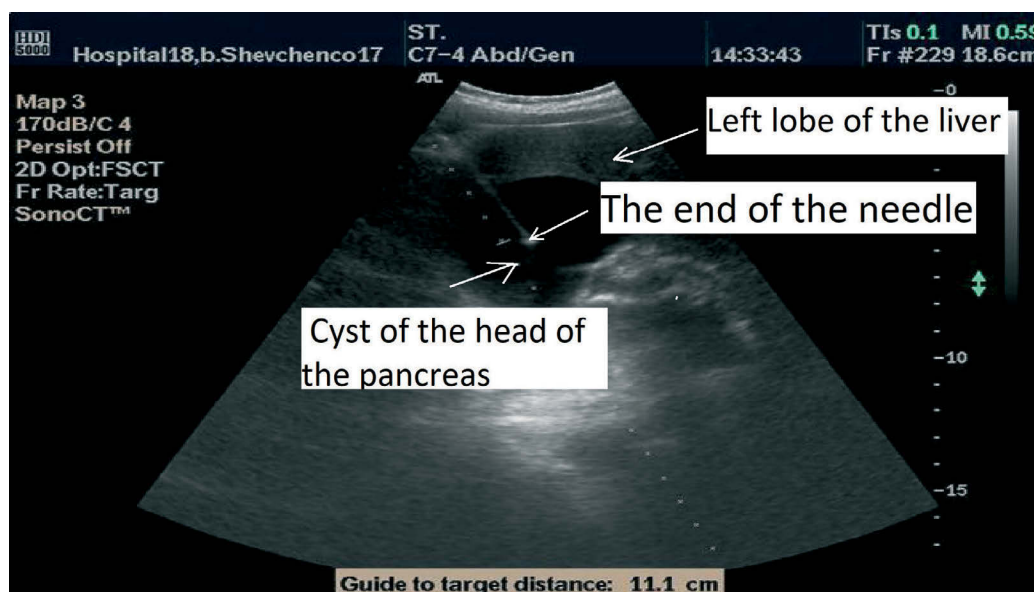 HDI
5000
Hospital18,b.Shevchenco17
ST.
C7-4 Abd/Gen
14:33:43
TIs 0.1 MI 0.59
Fr #229 18.6cm
ATL
Map 3
170dB/C 4
Persist Off
2D Opt:FSCT
Fr Rate:Targ
SonoCT™
-0
Left lobe of the liver
The end of the needle
Cyst of the head of
the pancreas
-10
-15
Guide to target distance: 11.1 cm